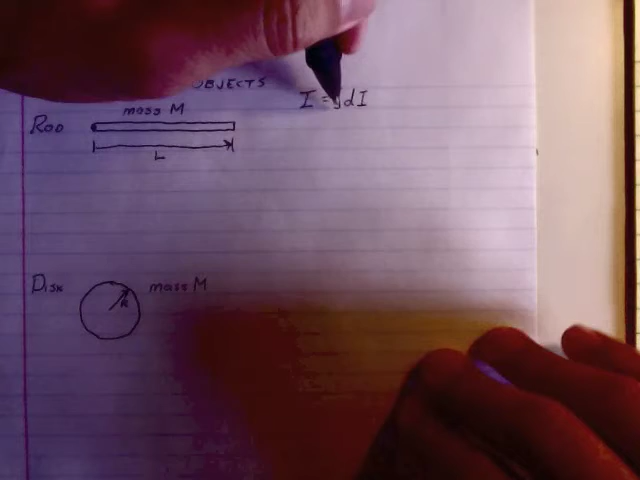 OBJECTS
I = ∫dI
mass M
ROD
L
DISK
mass M
R